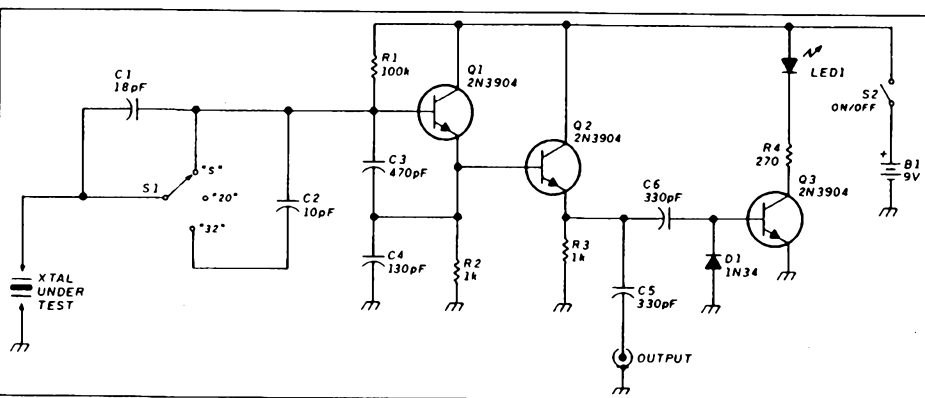 C1
18pF
S1
"S"
"20"
"32"
C2
10pF
XTAL
UNDER
TEST
R1
100k
C3
470pF
C4
130pF
Q1
2N3904
R2
1k
Q2
2N3904
R3
1k
C6
330pF
C5
330pF
OUTPUT
D1
1N34
LED1
R4
270
Q3
2N3904
S2
ON/OFF
+
B1
9V